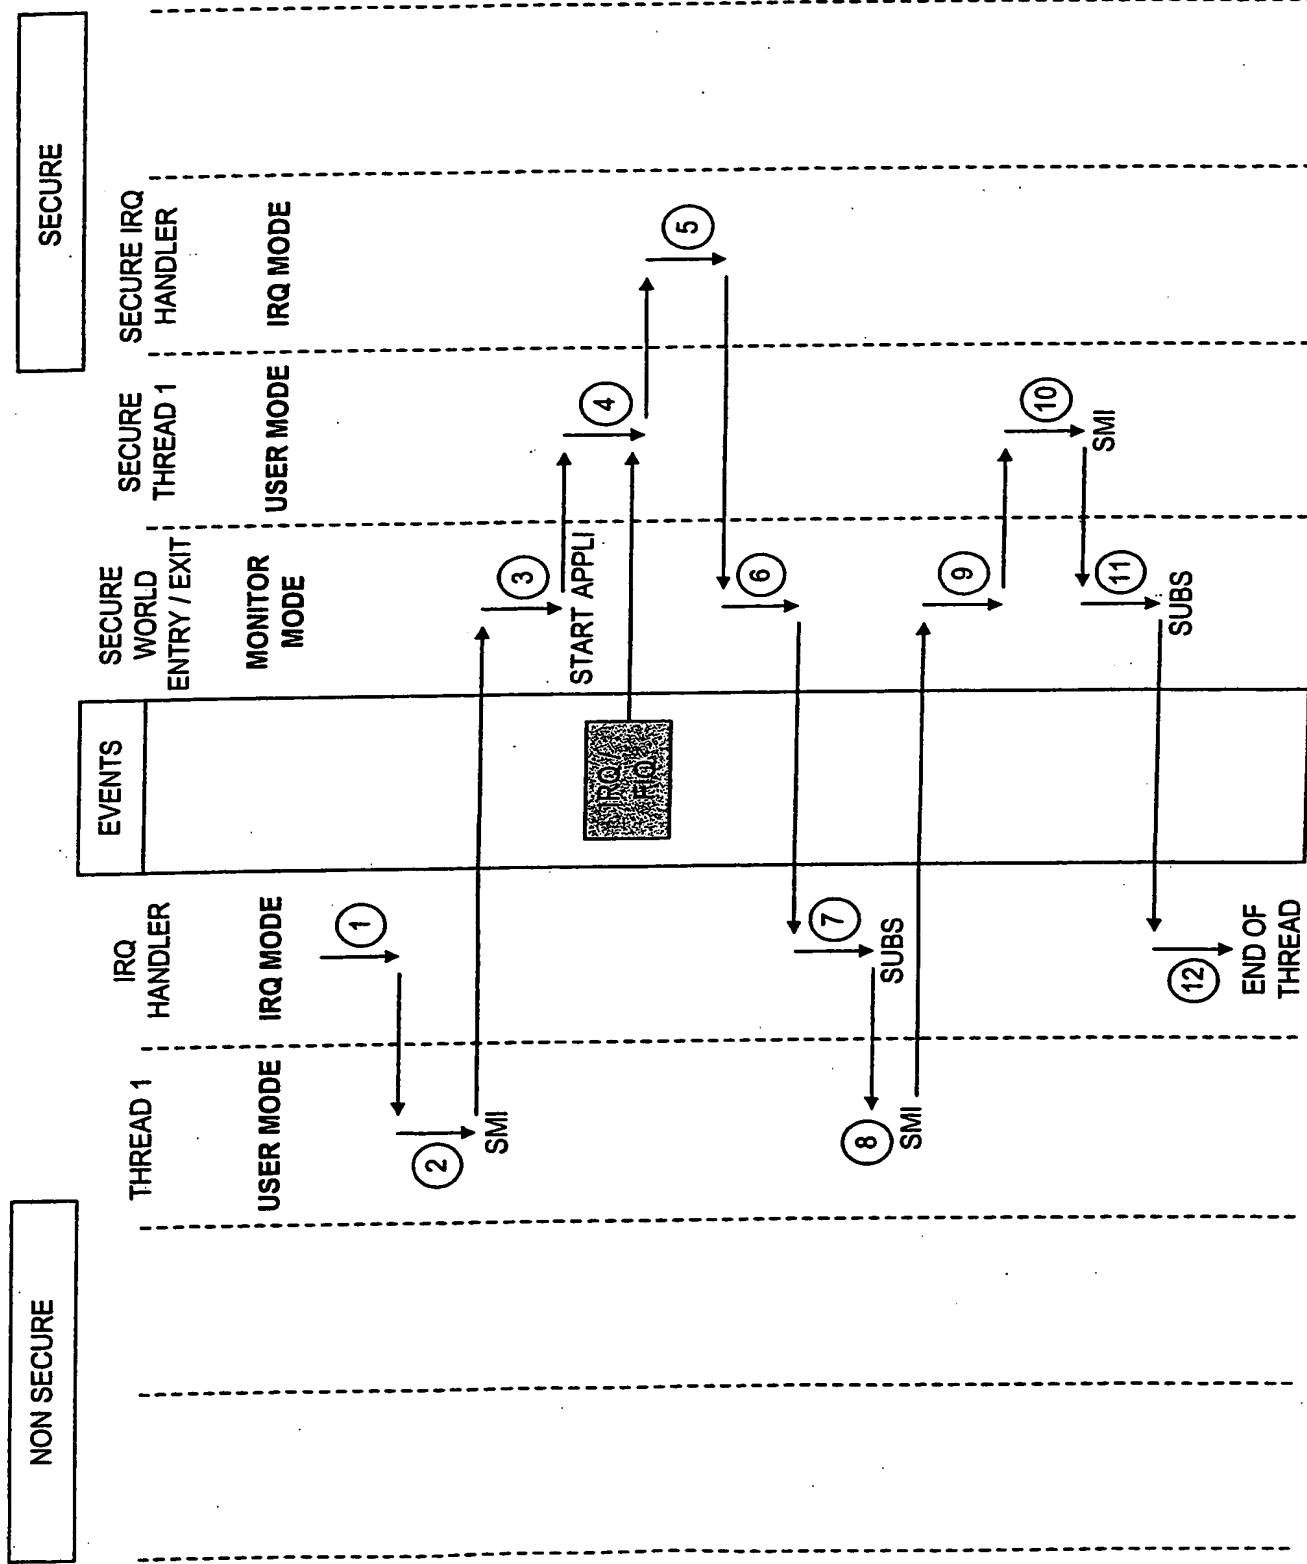 NON SECURE
SECURE
THREAD 1
USER MODE
IRQ
HANDLER
IRQ MODE
EVENTS
SECURE
WORLD
ENTRY / EXIT
MONITOR
MODE
SECURE
THREAD 1
USER MODE
SECURE IRQ
HANDLER
IRQ MODE
1
2
SMI
3
START APPLI
IRQ/
FIQ
4
5
6
7
SUBS
8
SMI
9
10
SMI
11
SUBS
12
END OF
THREAD